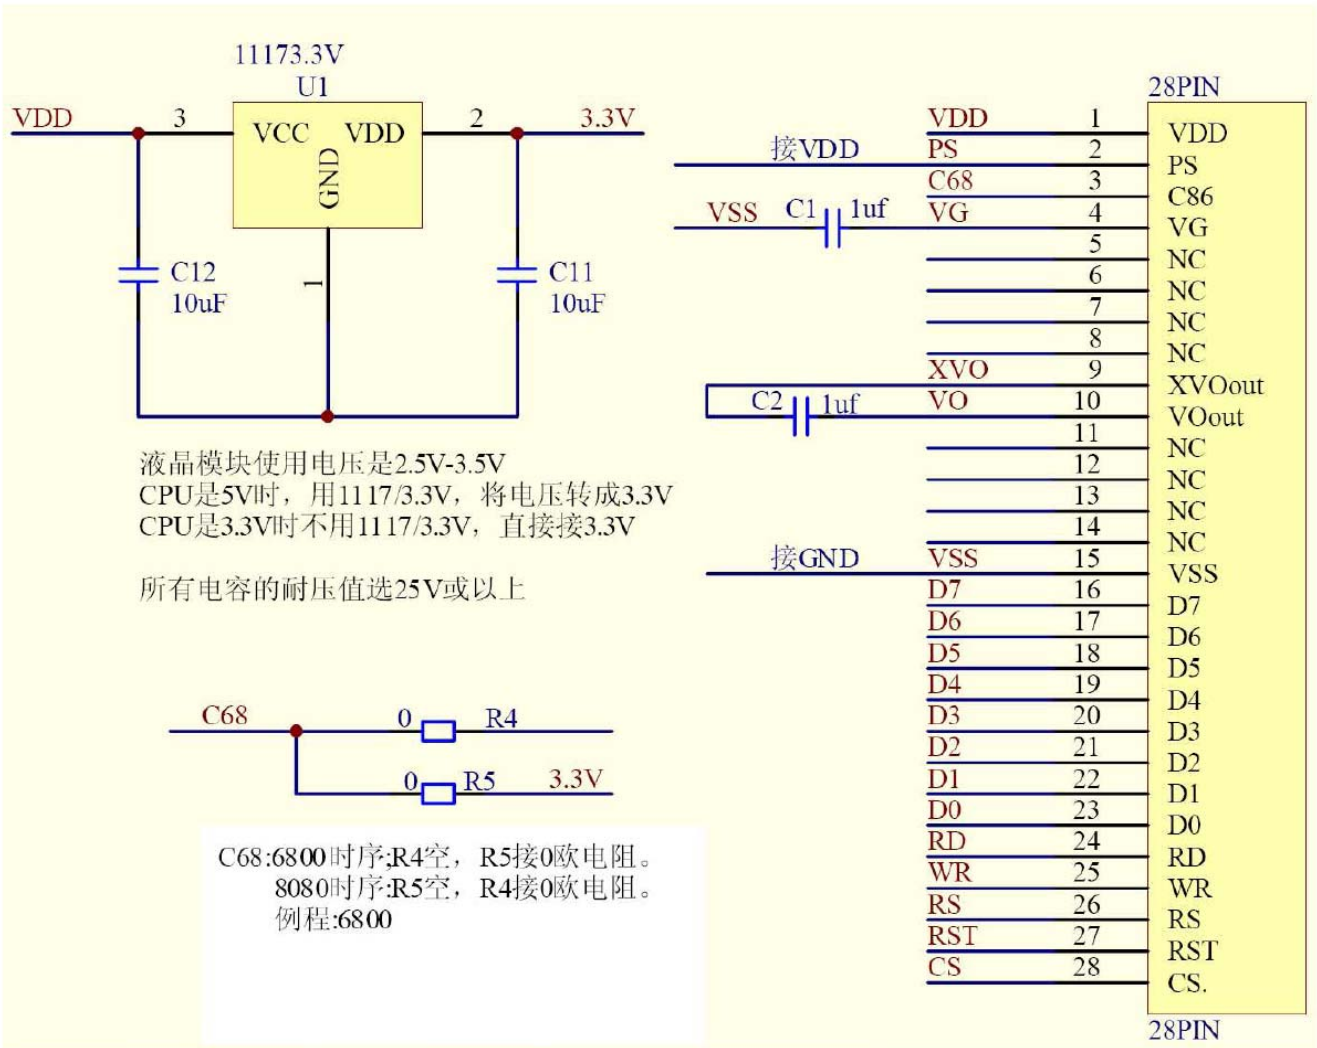 11173.3V
U1
VDD
3
VCC
VDD
GND
2
3.3V
1
C12
10uF
C11
10uF
液晶模块使用电压是2.5V-3.5V
CPU是5V时，用1117/3.3V，将电压转成3.3V
CPU是3.3V时不用1117/3.3V，直接接3.3V
所有电容的耐压值选25V或以上
C68
0
R4
0
R5
3.3V
C68:6800时序;R4空，R5接0欧电阻。
8080时序:R5空，R4接0欧电阻。
例程:6800
28PIN
VDD 1 VDD
接VDD PS 2 PS
C68 3 C86
VSS C1 1uf VG 4 VG
5 NC
6 NC
7 NC
8 NC
XVO 9 XVOout
C2 1uf VO 10 VOout
11 NC
12 NC
13 NC
14 NC
接GND VSS 15 VSS
D7 16 D7
D6 17 D6
D5 18 D5
D4 19 D4
D3 20 D3
D2 21 D2
D1 22 D1
D0 23 D0
RD 24 RD
WR 25 WR
RS 26 RS
RST 27 RST
CS 28 CS.
28PIN